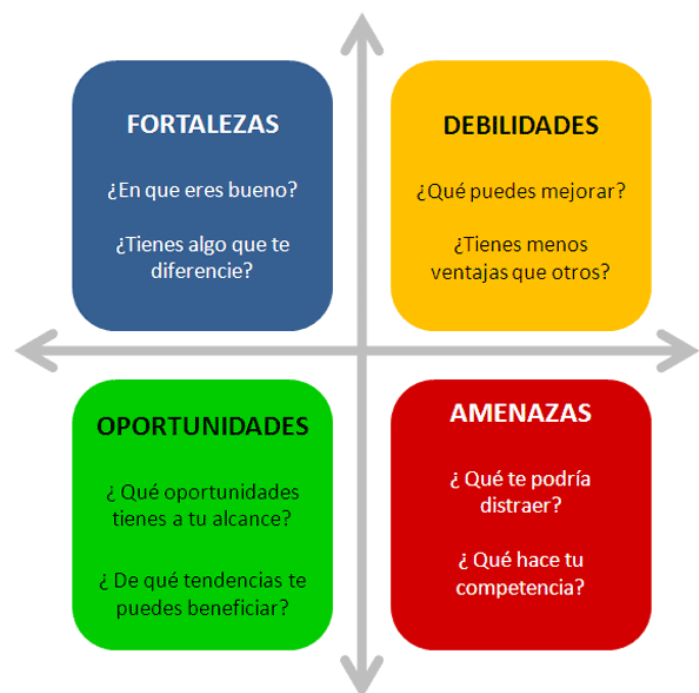 FORTALEZAS
¿En que eres bueno?
¿Tienes algo que te
diferencie?
DEBILIDADES
¿Qué puedes mejorar?
¿Tienes menos
ventajas que otros?
OPORTUNIDADES
¿ Qué oportunidades
tienes a tu alcance?
¿ De qué tendencias te
puedes beneficiar?
AMENAZAS
¿ Qué te podría
distraer?
¿ Qué hace tu
competencia?